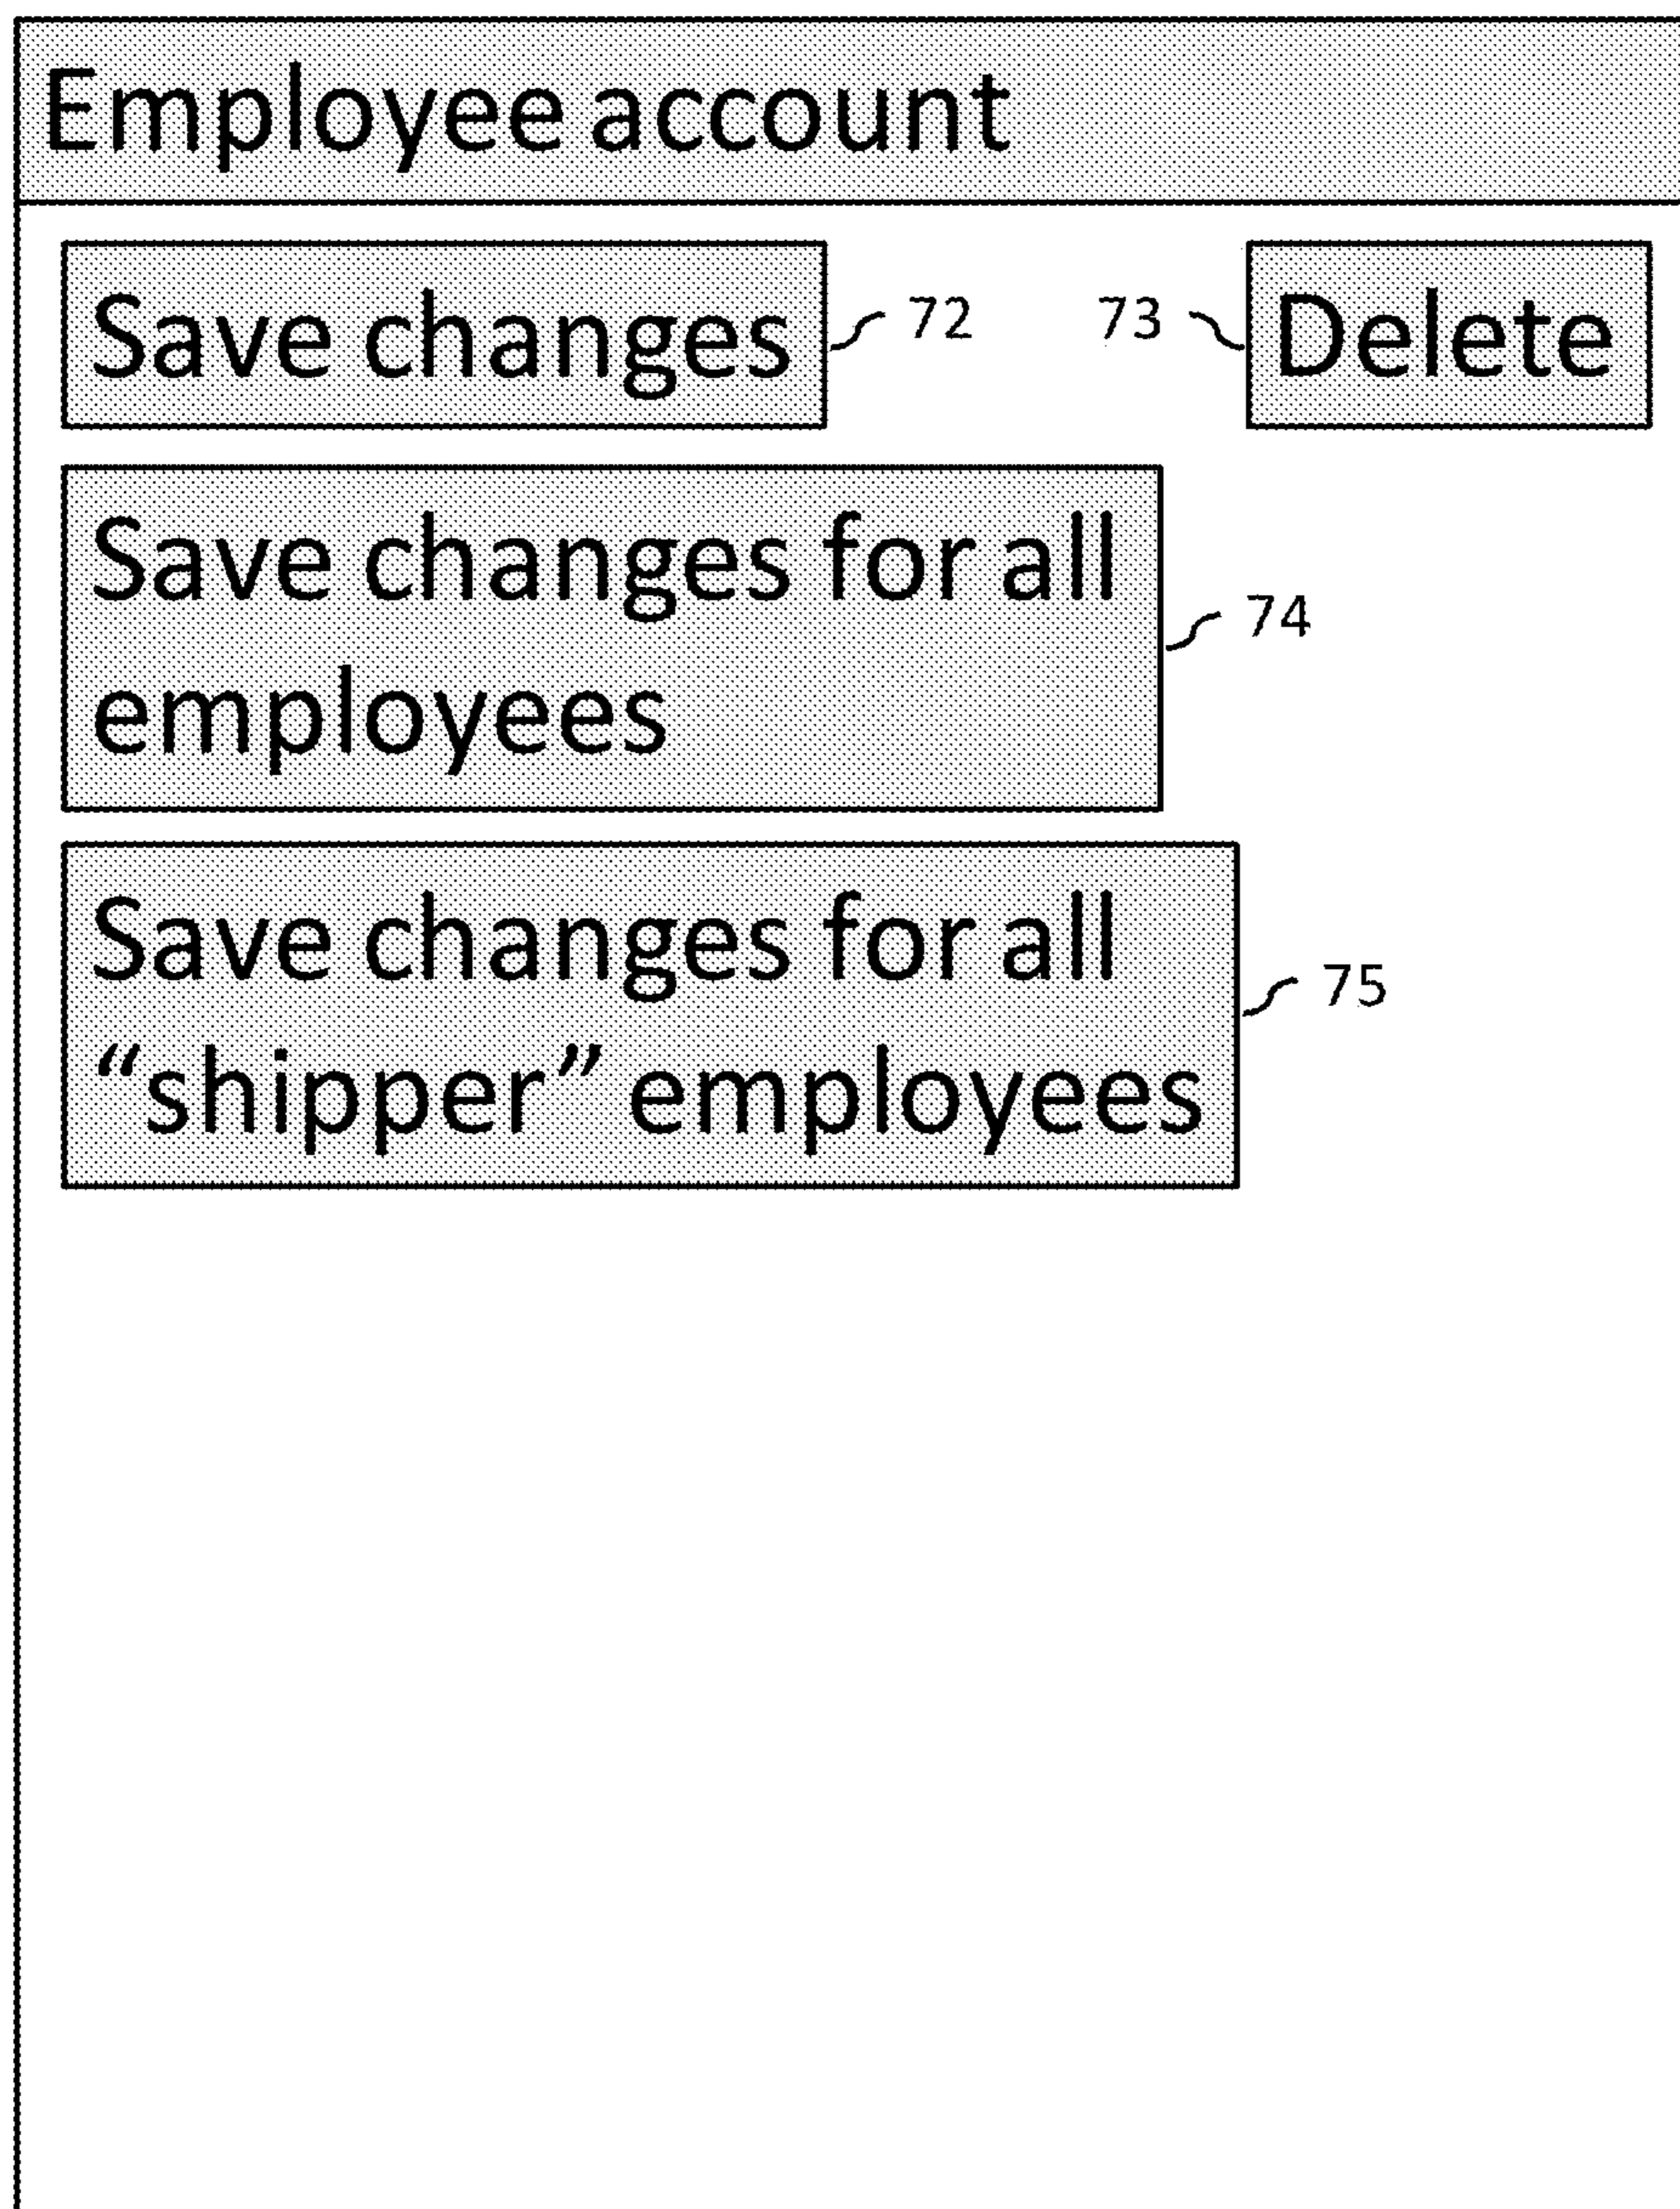 Employee account
Save changes 72 73 Delete
Save changes for all
employees
74
Save changes for all
“shipper” employees
75